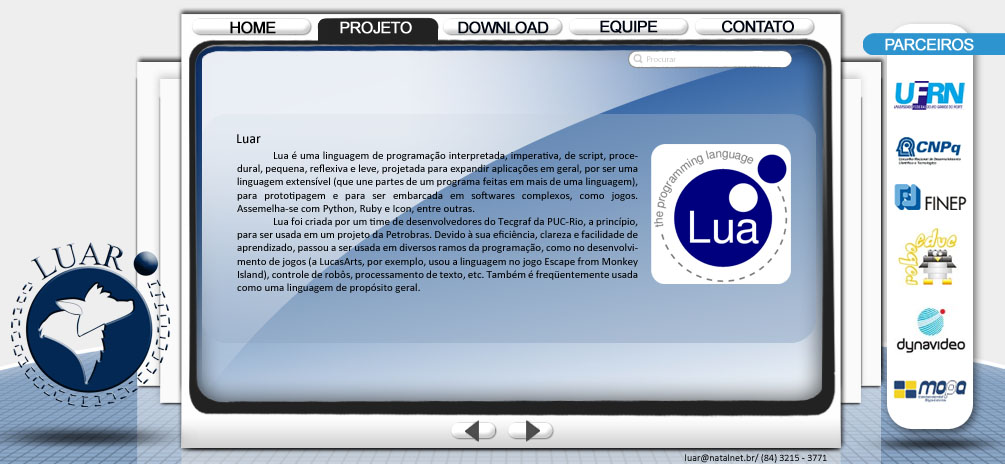 HOME
PROJETO
DOWNLOAD
EQUIPE
CONTATO
PARCEIROS
Procurar
Luar
Lua é uma linguagem de programação interpretada, imperativa, de script, proce-
dural, pequena, reflexiva e leve, projetada para expandir aplicações em geral, por ser uma
linguagem extensível (que une partes de um programa feitas em mais de uma linguagem),
para prototipagem e para ser embarcada em softwares complexos, como jogos.
Assemelha-se com Python, Ruby e Icon, entre outras.
Lua foi criada por um time de desenvolvedores do Tecgraf da PUC-Rio, a princípio,
para ser usada em um projeto da Petrobras. Devido à sua eficiência, clareza e facilidade de
aprendizado, passou a ser usada em diversos ramos da programação, como no desenvolvi-
mento de jogos (a LucasArts, por exemplo, usou a linguagem no jogo Escape from Monkey
Island), controle de robôs, processamento de texto, etc. Também é freqüentemente usada
como uma linguagem de propósito geral.
the programming language
Lua
LUAR
UFRN
CNPq
FINEP
roboeduc
dynavideo
moga
luar@natalnet.br/ (84) 3215 - 3771